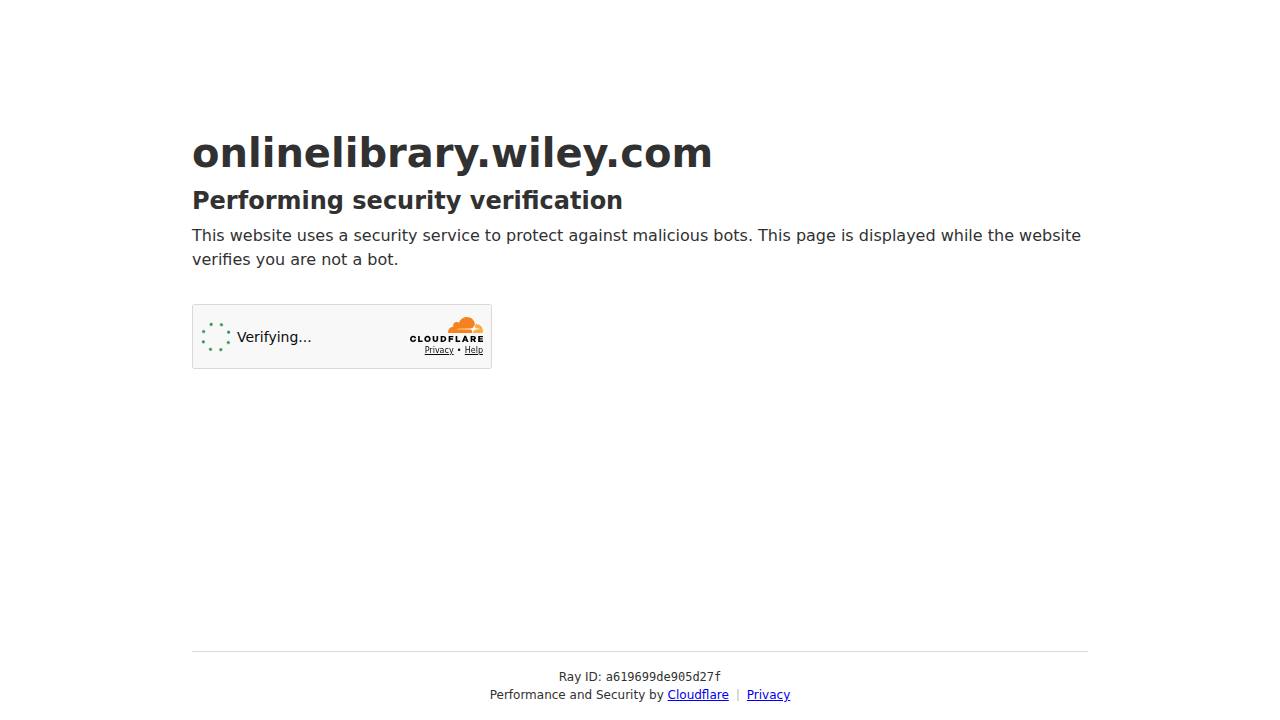 onlinelibrary.wiley.com
Performing security verification
This website uses a security service to protect against malicious bots. This page is displayed while the website
verifies you are not a bot.
Verifying...
CLOUDFLARE
Privacy • Help
Ray ID: a619699de905d27f
Performance and Security by Cloudflare | Privacy